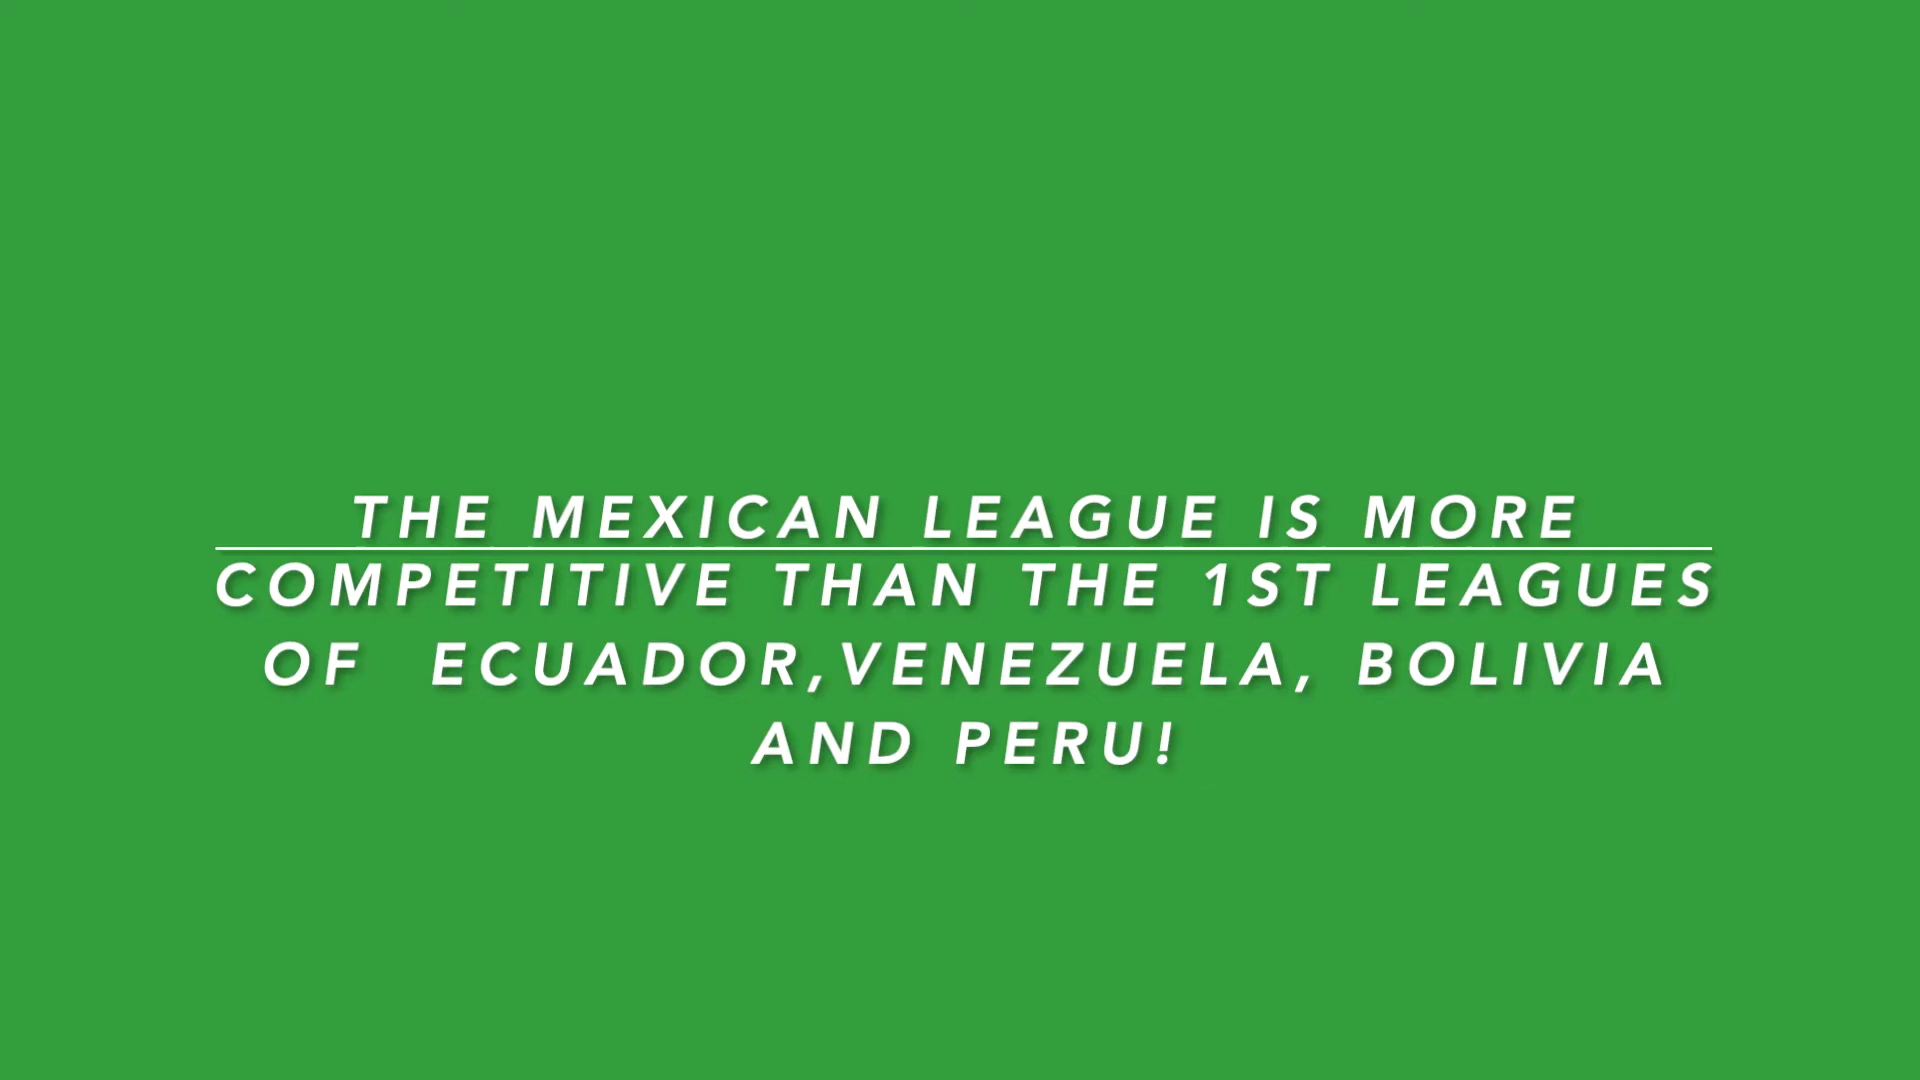 THE MEXICAN LEAGUE IS MORE
COMPETITIVE THAN THE 1ST LEAGUES
OF ECUADOR,VENEZUELA, BOLIVIA
AND PERU!